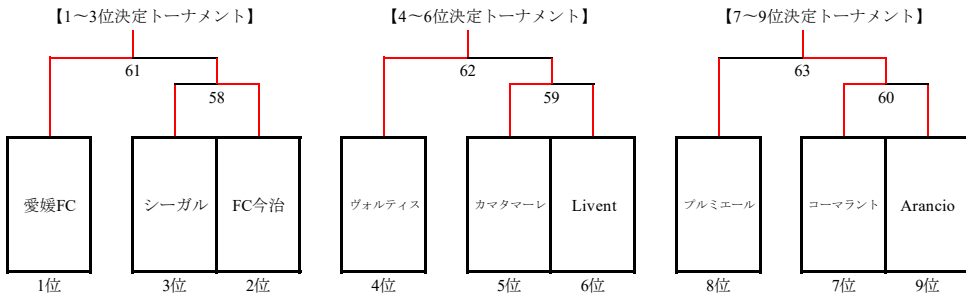 【1～3位決定トーナメント】 【4～6位決定トーナメント】 【7～9位決定トーナメント】
61 62 63
58 59 60
愛媛FC シーガル FC今治 ヴォルティス カマタマーレ Livent プルミエール コーマラント Arancio
1位 3位 2位 4位 5位 6位 8位 7位 9位